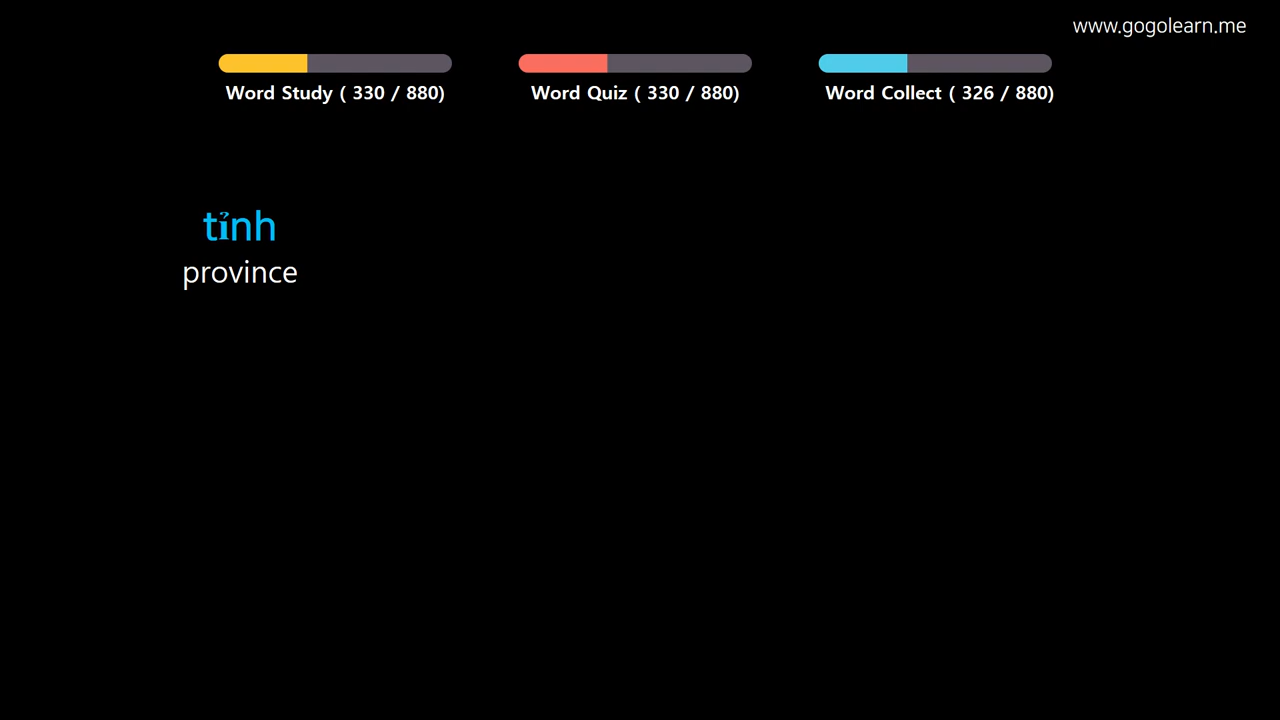 www.gogolearn.me
Word Study ( 330 / 880)
Word Quiz ( 330 / 880)
Word Collect ( 326 / 880)
tỉnh
province